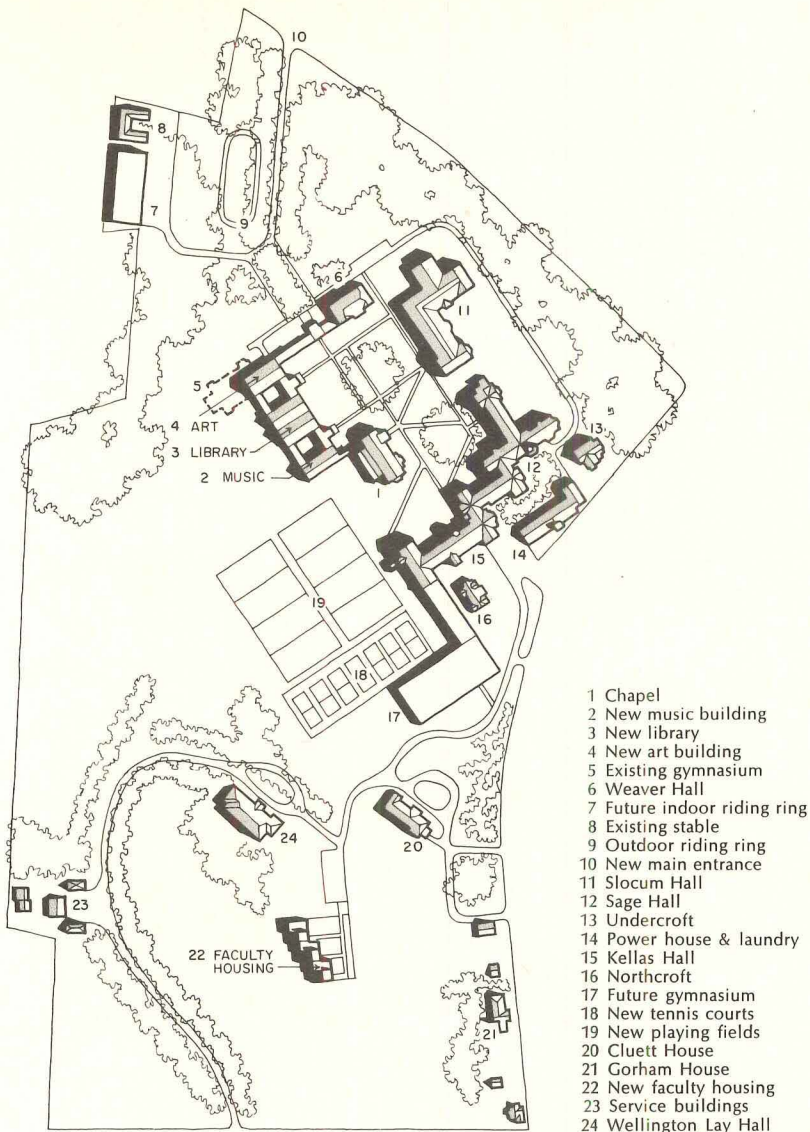 10
8
7
9
6
11
5
4 ART
3 LIBRARY
2 MUSIC
1
13
12
14
15
16
19
18
17
24
20
23
22 FACULTY
HOUSING
21
1 Chapel
2 New music building
3 New library
4 New art building
5 Existing gymnasium
6 Weaver Hall
7 Future indoor riding ring
8 Existing stable
9 Outdoor riding ring
10 New main entrance
11 Slocum Hall
12 Sage Hall
13 Undercroft
14 Power house & laundry
15 Kellas Hall
16 Northcroft
17 Future gymnasium
18 New tennis courts
19 New playing fields
20 Cluett House
21 Gorham House
22 New faculty housing
23 Service buildings
24 Wellington Lay Hall